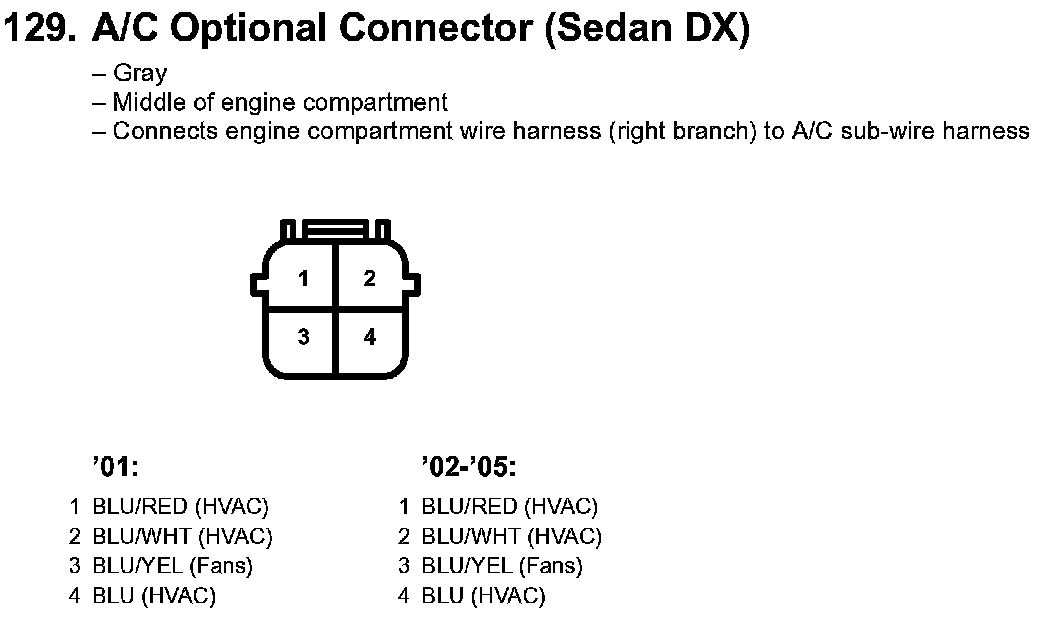 129. A/C Optional Connector (Sedan DX)
– Gray
– Middle of engine compartment
– Connects engine compartment wire harness (right branch) to A/C sub-wire harness
1 2
3 4
’01:
1 BLU/RED (HVAC)
2 BLU/WHT (HVAC)
3 BLU/YEL (Fans)
4 BLU (HVAC)
’02-’05:
1 BLU/RED (HVAC)
2 BLU/WHT (HVAC)
3 BLU/YEL (Fans)
4 BLU (HVAC)